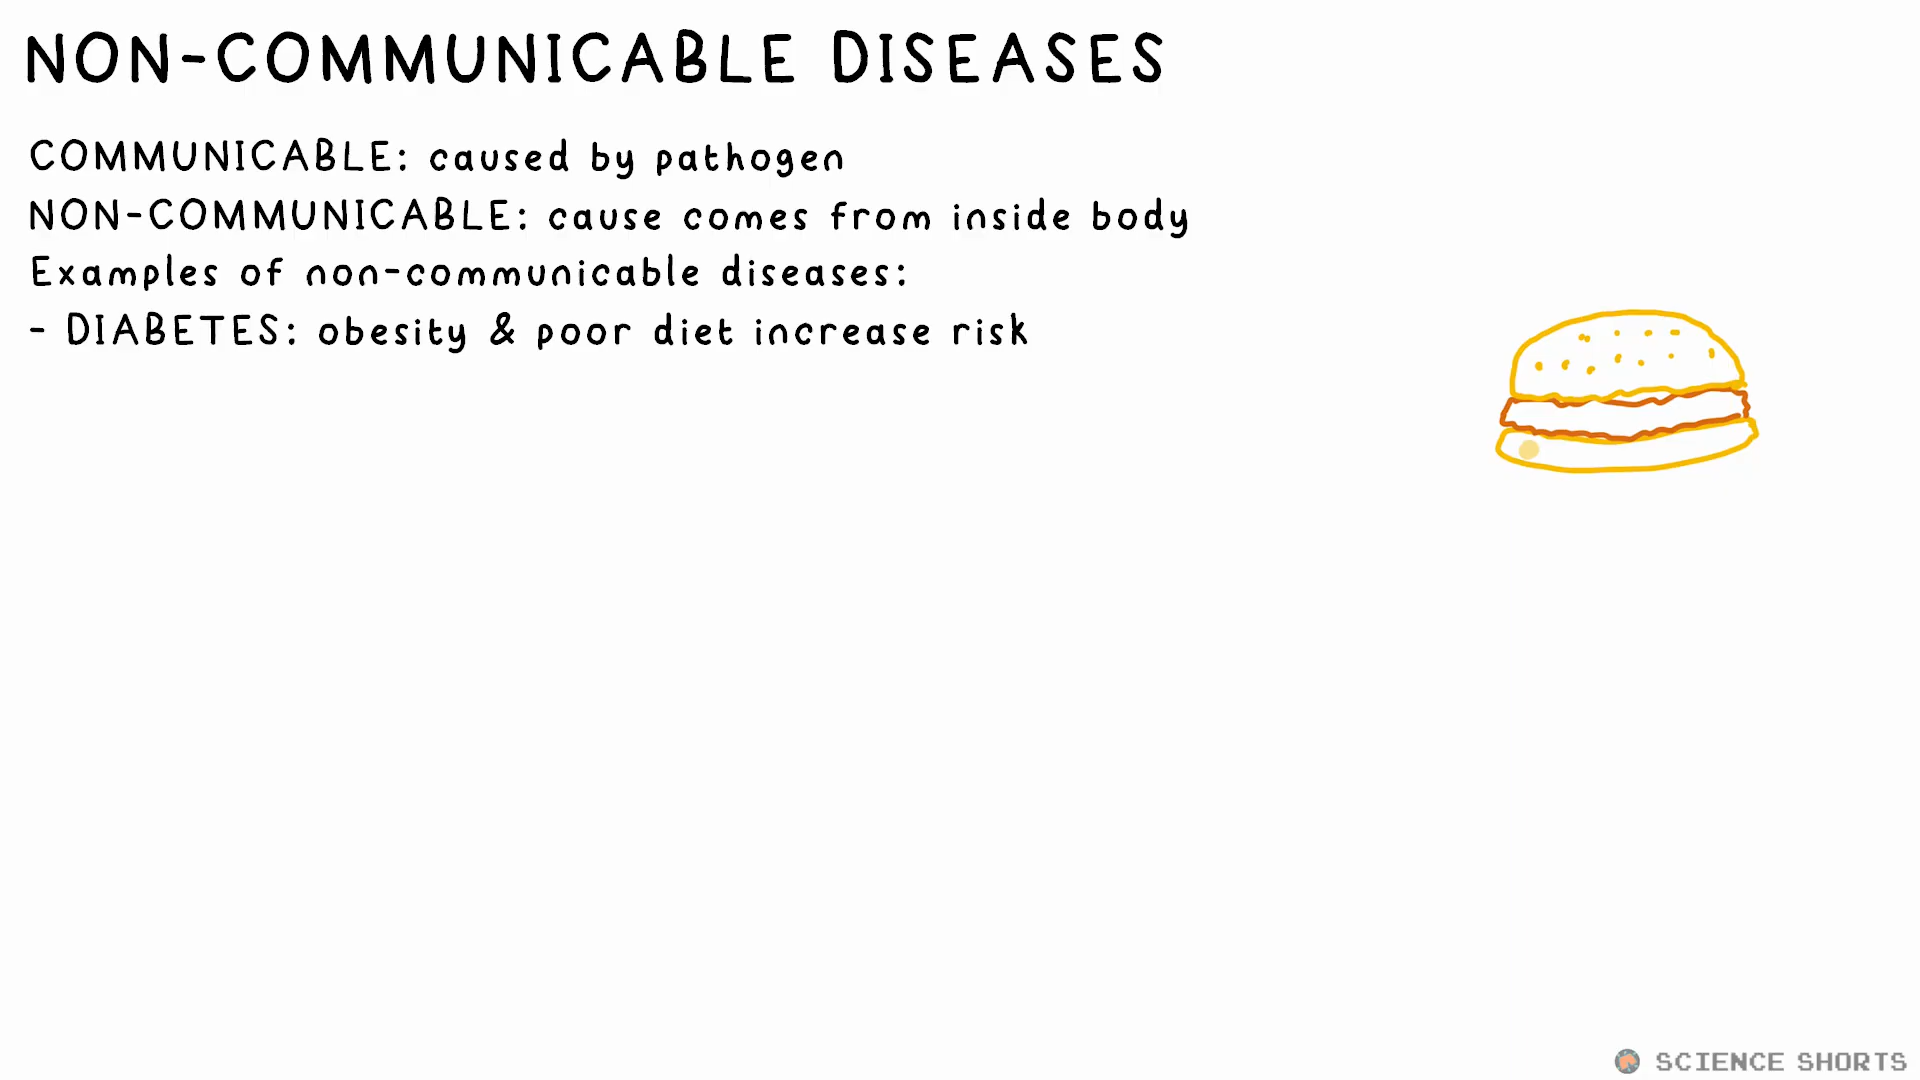 NON-COMMUNICABLE DISEASES
COMMUNICABLE: caused by pathogen
NON-COMMUNICABLE: cause comes from inside body
Examples of non-communicable diseases:
- DIABETES: obesity & poor diet increase risk
SCIENCE SHORTS